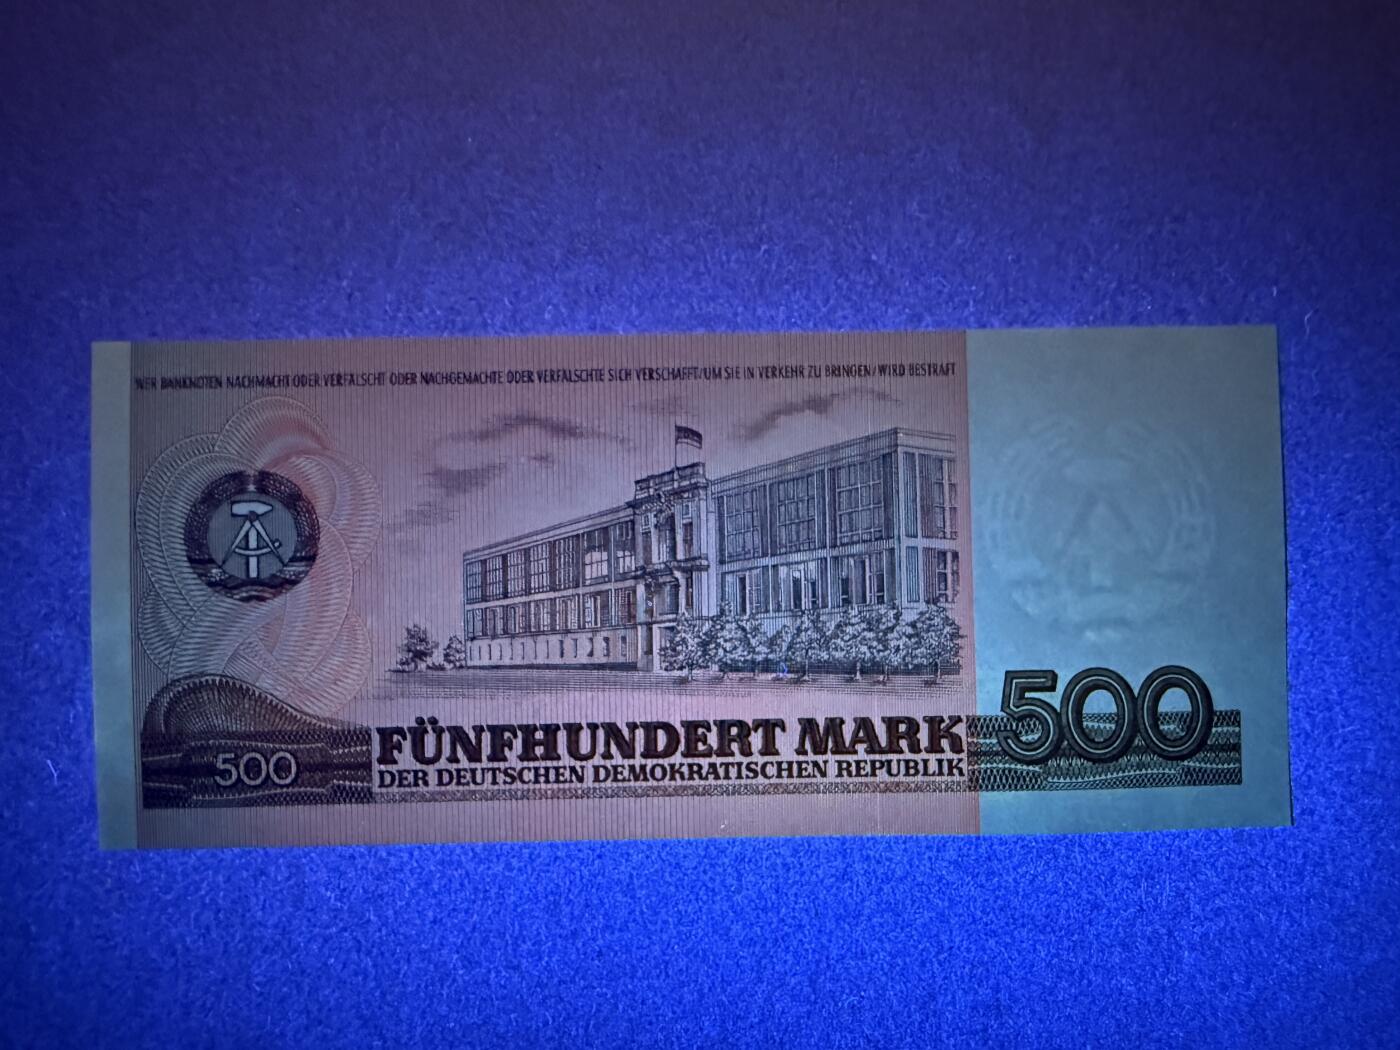 WER BANKNOTEN NACHMACHT ODER VERFÄLSCHT ODER NACHGEMACHTE ODER VERFÄLSCHTE SICH VERSCHAFFT/UM SIE IN VERKEHR ZU BRINGEN/WIRD BESTRAFT
500
FÜNFHUNDERT MARK
DER DEUTSCHEN DEMOKRATISCHEN REPUBLIK
500